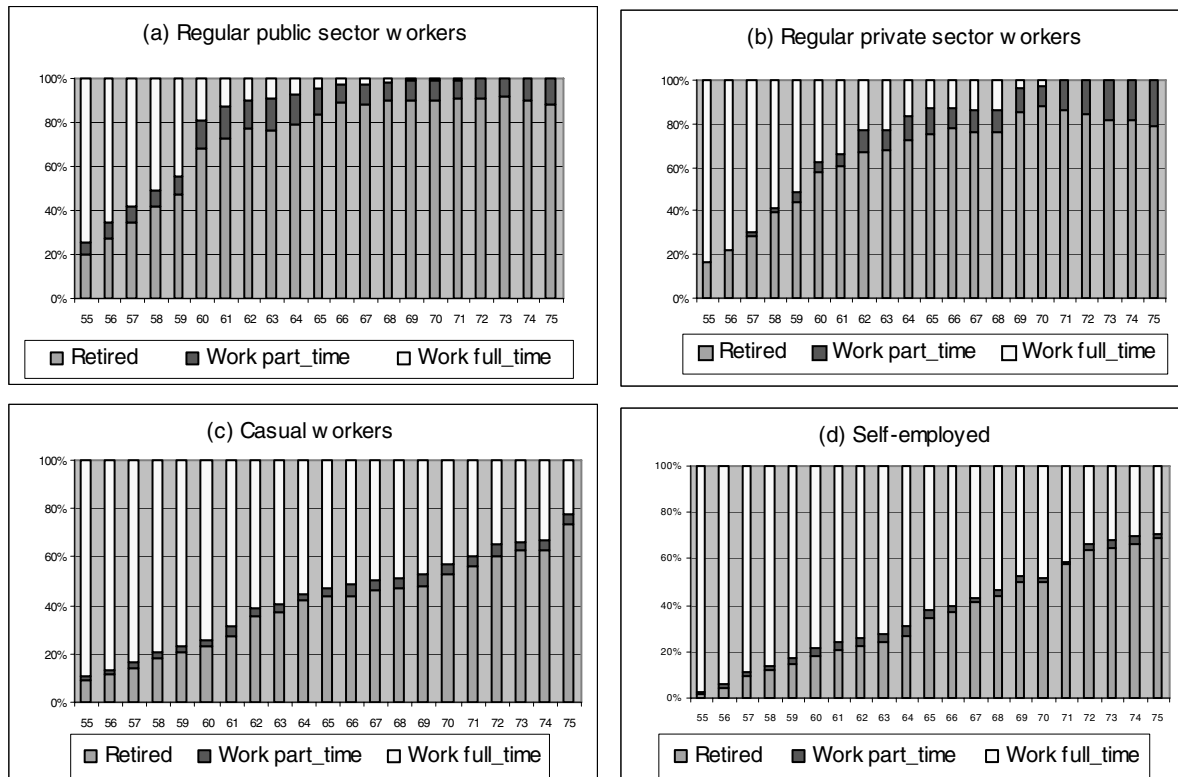 (a) Regular public sector workers
100%
80%
60%
40%
20%
0%
55 56 57 58 59 60 61 62 63 64 65 66 67 68 69 70 71 72 73 74 75
Retired Work part_time Work full_time
(b) Regular private sector workers
100%
80%
60%
40%
20%
0%
55 56 57 58 59 60 61 62 63 64 65 66 67 68 69 70 71 72 73 74 75
Retired Work part_time Work full_time
(c) Casual workers
100%
80%
60%
40%
20%
0%
55 56 57 58 59 60 61 62 63 64 65 66 67 68 69 70 71 72 73 74 75
Retired Work part_time Work full_time
(d) Self-employed
100%
80%
60%
40%
20%
0%
55 56 57 58 59 60 61 62 63 64 65 66 67 68 69 70 71 72 73 74 75
Retired Work part_time Work full_time